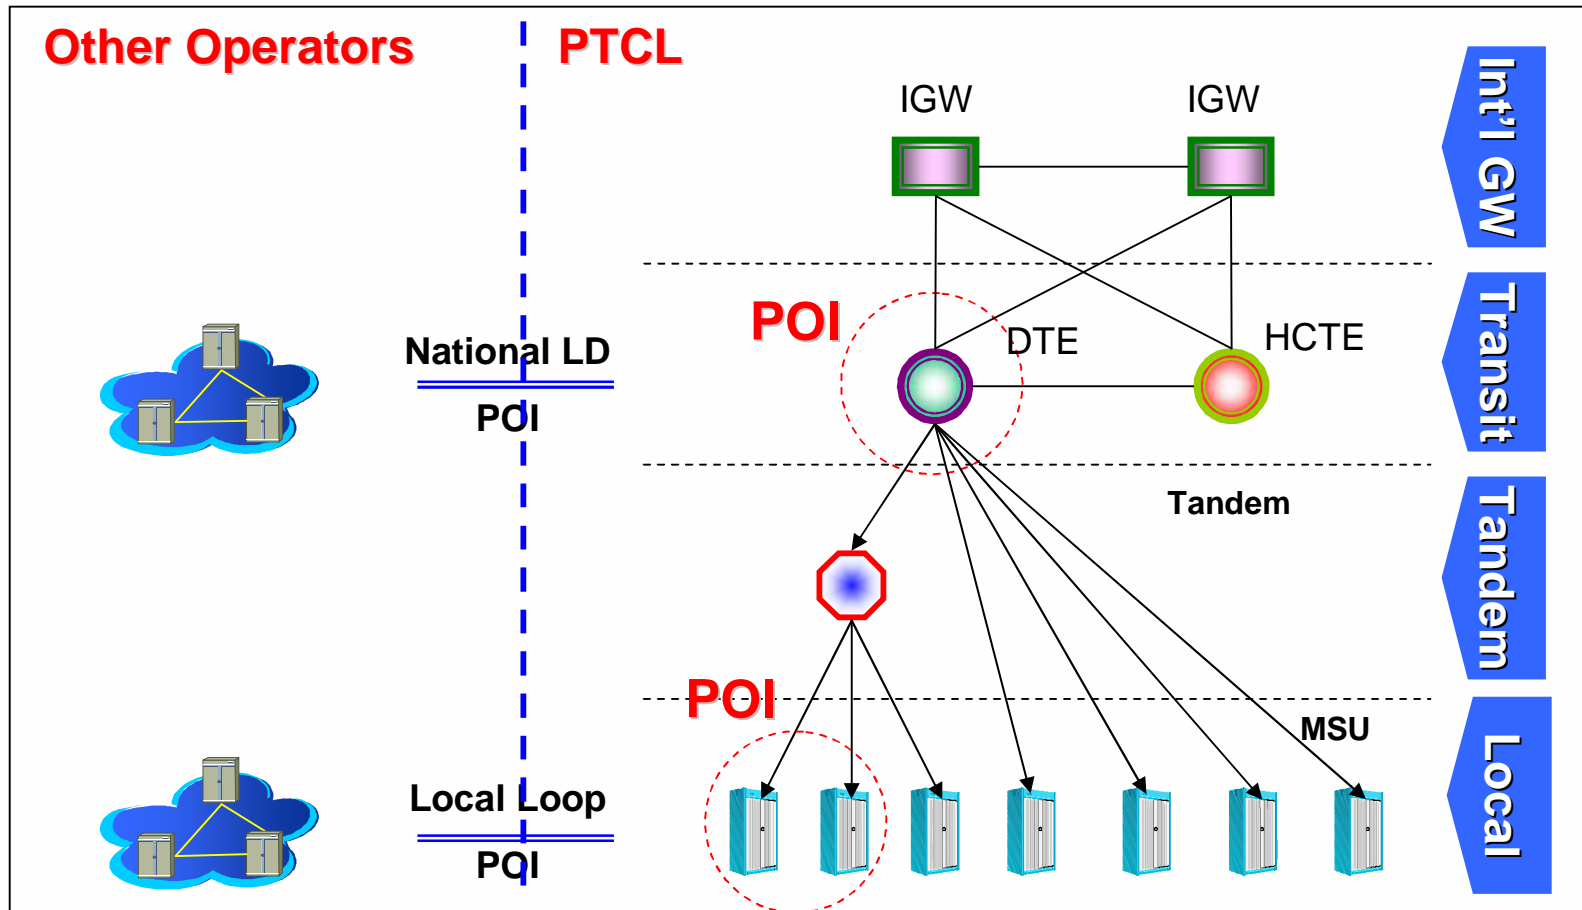 Other Operators
PTCL
IGW
IGW
Int'l GW
POI
DTE
HCTE
Transit
National LD
POI
Tandem
Tandem
POI
MSU
Local
Local Loop
POI